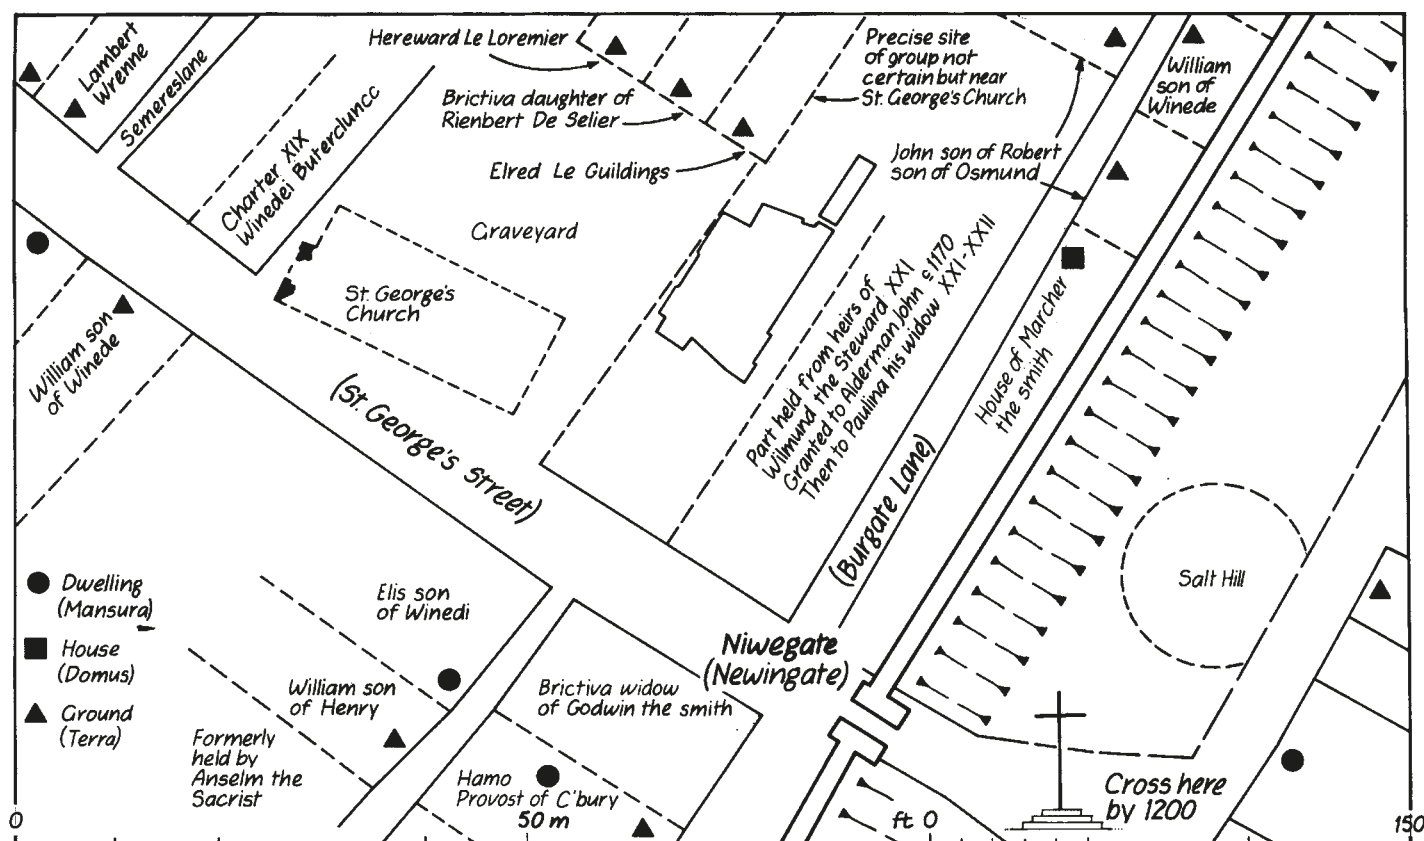 Lambert
Wrenne
Semereslane
Charter XIX
Winedei Butercluncc
Hereward Le Loremier
Brictiva daughter of
Rienbert De Selier
Elred Le Guildings
Precise site
of group not
certain but near
St. George's Church
William
son of
Winede
John son of Robert
son of Osmund
Graveyard
St. George's
Church
William son
of Winede
(St. George's Street)
Part held from heirs of
Wilmund the Steward XXI
Granted to Alderman John c 1170
Then to Paulina his widow XXI-XXII
House of Marcher
the smith
(Burgate Lane)
Salt Hill
Dwelling
(Mansura)
House
(Domus)
Ground
(Terra)
Elis son
of Winedi
William son
of Henry
Formerly
held by
Anselm the
Sacrist
Brictiva widow
of Godwin the smith
Hamo
Provost of C'bury
Niwegate
(Newingate)
Cross here
by 1200
0
50 m
ft 0
150